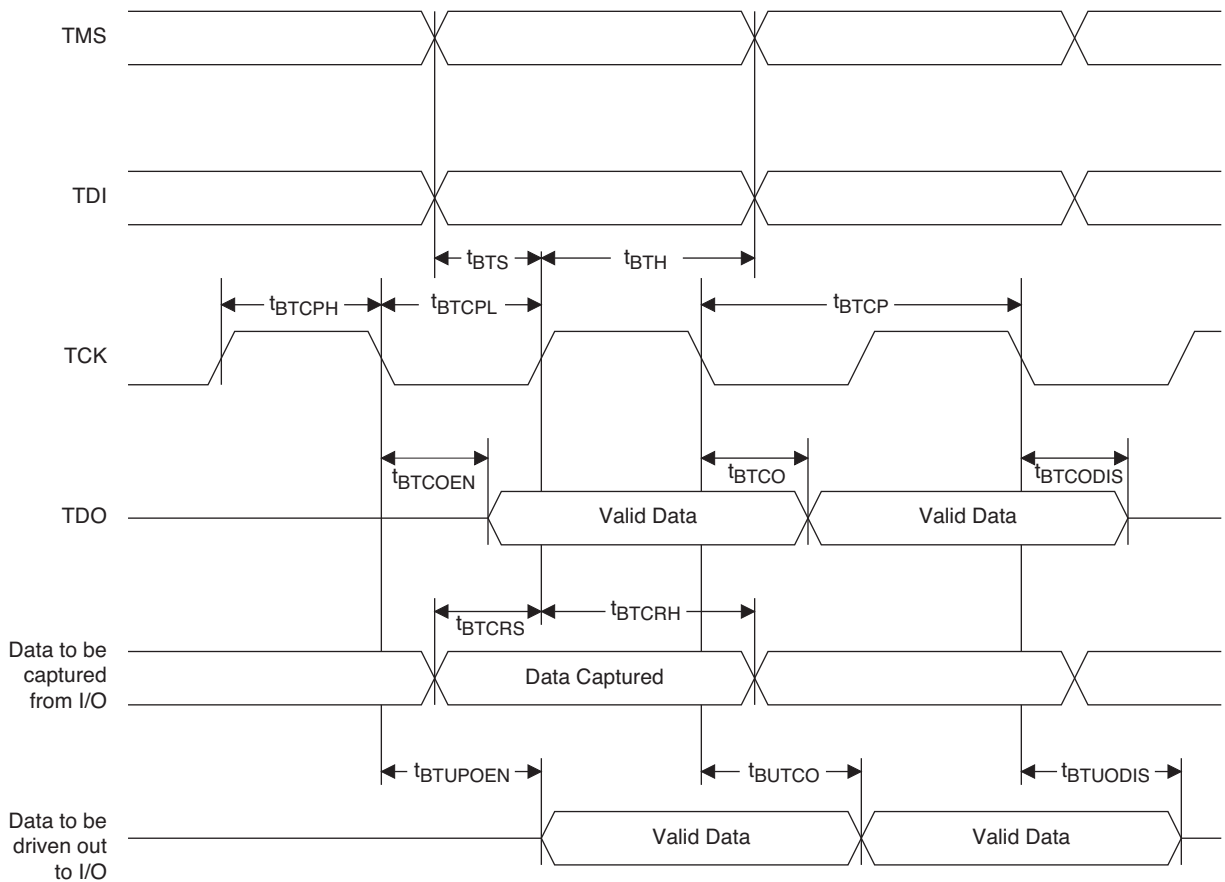 TMS
TDI
tBTS
tBTH
tBTCPH
tBTCPL
tBTCP
TCK
tBTCOEN
tBTCO
tBTCODIS
TDO
Valid Data
Valid Data
tBTCRS
tBTCRH
Data to be
captured
from I/O
Data Captured
tBTUPOEN
tBUTCO
tBTUODIS
Data to be
driven out
to I/O
Valid Data
Valid Data